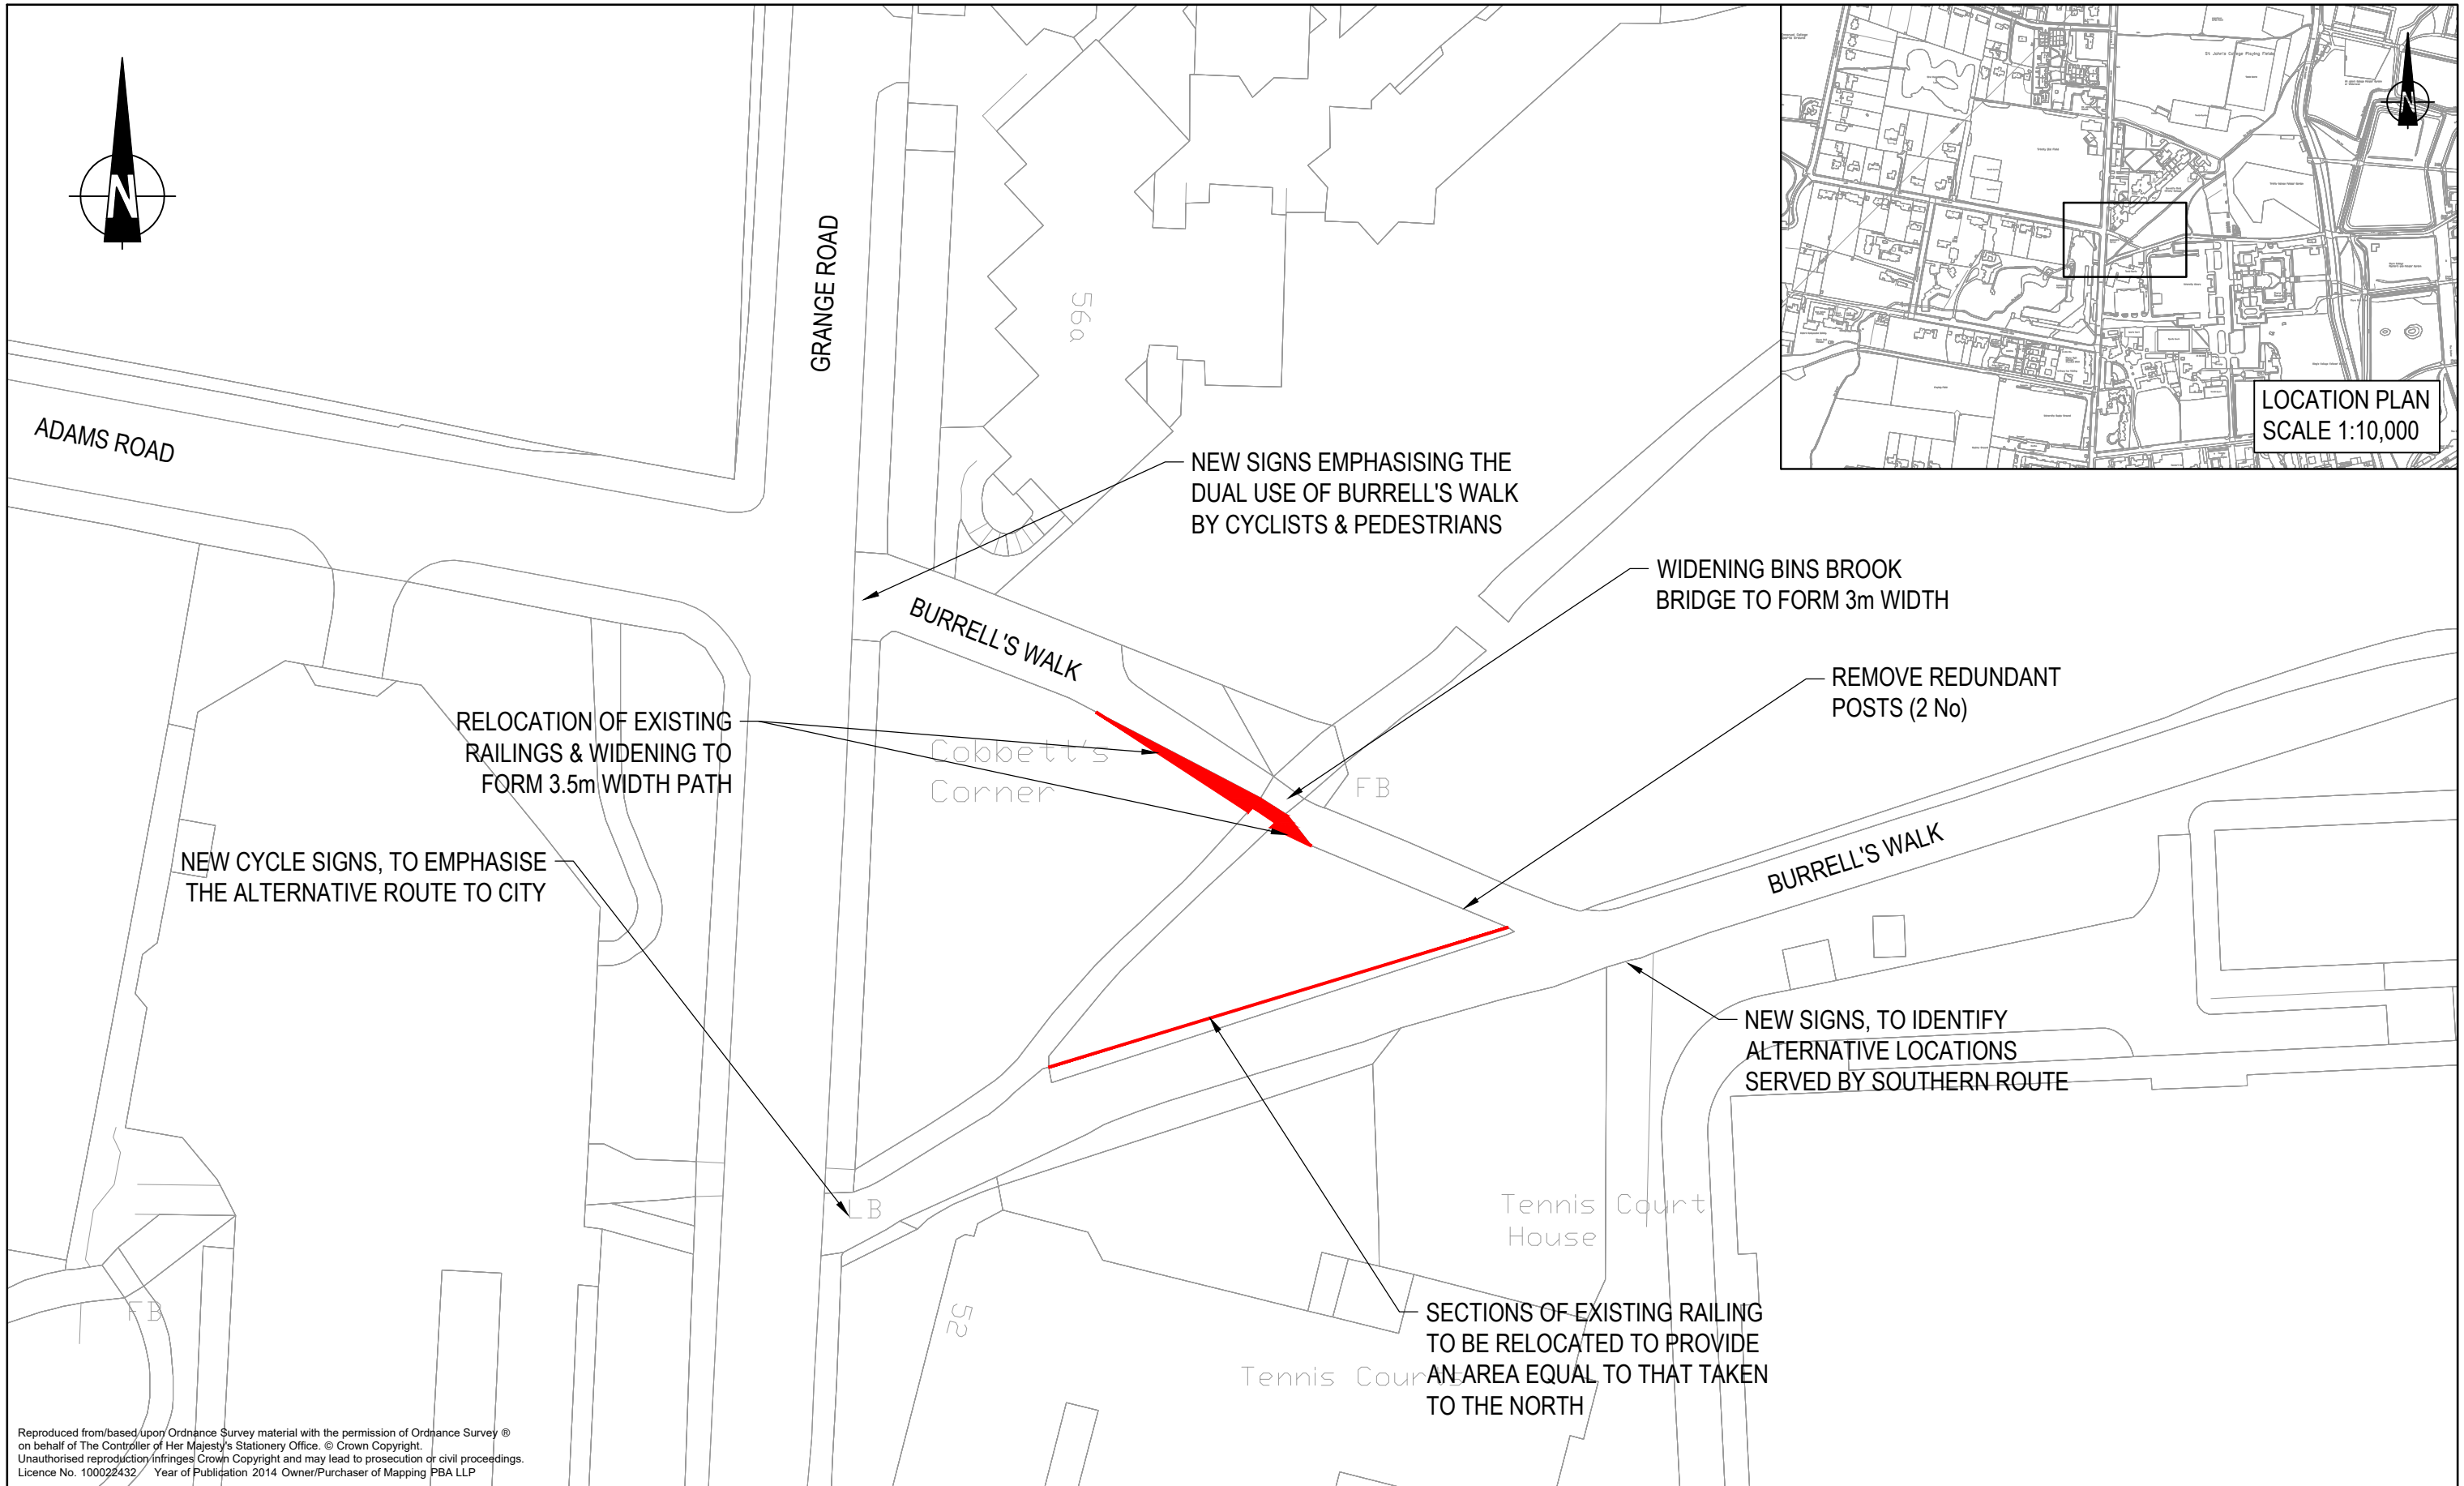 N
GRANGE ROAD
ADAMS ROAD
56a
St John's College Playing Fields
N
LOCATION PLAN
SCALE 1:10,000
NEW SIGNS EMPHASISING THE
DUAL USE OF BURRELL'S WALK
BY CYCLISTS & PEDESTRIANS
WIDENING BINS BROOK
BRIDGE TO FORM 3m WIDTH
BURRELL'S WALK
REMOVE REDUNDANT
POSTS (2 No)
RELOCATION OF EXISTING
RAILINGS & WIDENING TO
FORM 3.5m WIDTH PATH
Cobbett's
Corner
FB
BURRELL'S WALK
NEW CYCLE SIGNS, TO EMPHASISE
THE ALTERNATIVE ROUTE TO CITY
NEW SIGNS, TO IDENTIFY
ALTERNATIVE LOCATIONS
SERVED BY SOUTHERN ROUTE
LB
Tennis Court
House
FB
52
SECTIONS OF EXISTING RAILING
TO BE RELOCATED TO PROVIDE
AN AREA EQUAL TO THAT TAKEN
TO THE NORTH
Tennis Courts
Reproduced from/based upon Ordnance Survey material with the permission of Ordnance Survey ®
on behalf of The Controller of Her Majesty's Stationery Office. © Crown Copyright.
Unauthorised reproduction infringes Crown Copyright and may lead to prosecution or civil proceedings.
Licence No. 100022432 Year of Publication 2014 Owner/Purchaser of Mapping PBA LLP